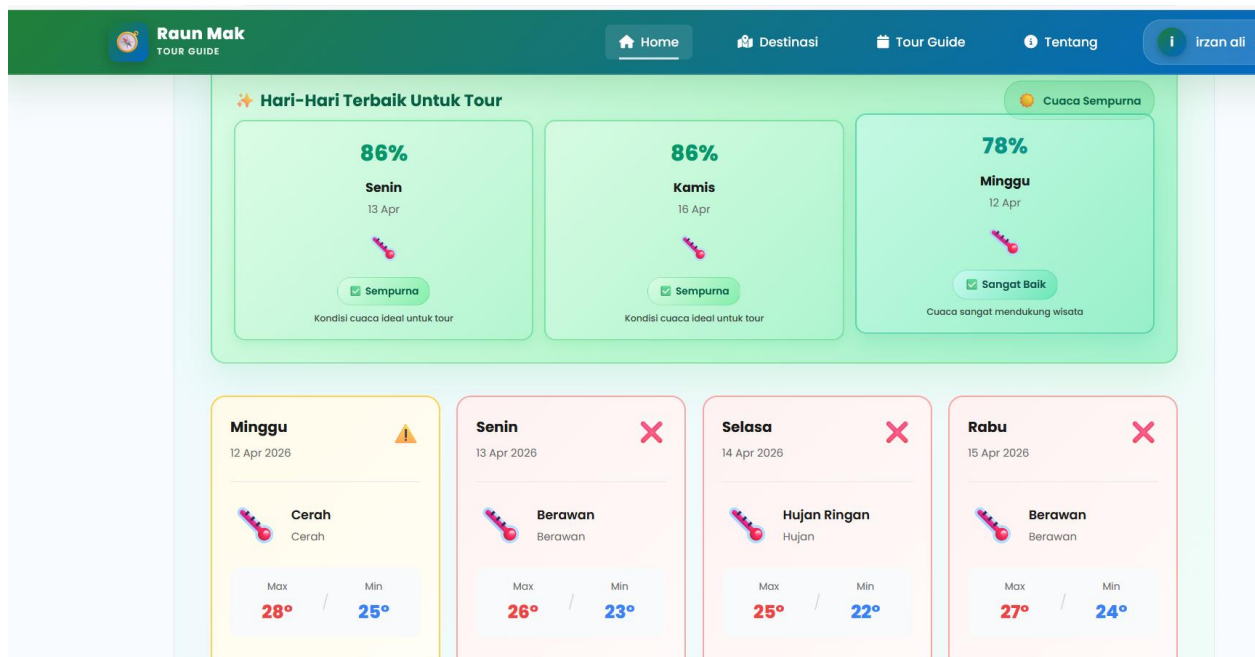 Raun Mak
TOUR GUIDE
Home
Destinasi
Tour Guide
Tentang
i
irzan ali
Hari-Hari Terbaik Untuk Tour
Cuaca Sempurna
86%
Senin
13 Apr
Sempurna
Kondisi cuaca ideal untuk tour
86%
Kamis
16 Apr
Sempurna
Kondisi cuaca ideal untuk tour
78%
Minggu
12 Apr
Sangat Baik
Cuaca sangat mendukung wisata
Minggu
12 Apr 2026
Cerah
Cerah
Max
Min
28°
/
25°
Senin
13 Apr 2026
Berawan
Berawan
Max
Min
26°
/
23°
Selasa
14 Apr 2026
Hujan Ringan
Hujan
Max
Min
25°
/
22°
Rabu
15 Apr 2026
Berawan
Berawan
Max
Min
27°
/
24°